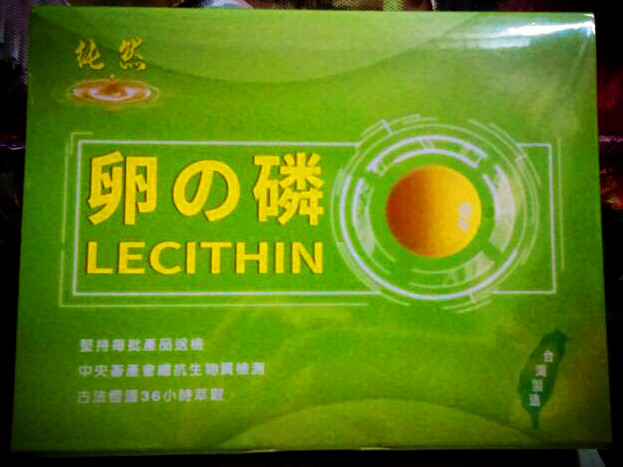 純然
卵の磷
LECITHIN
堅持每批產品送檢
中央畜產會總抗生物質檢測
古法恆溫36小時萃取
台灣製造